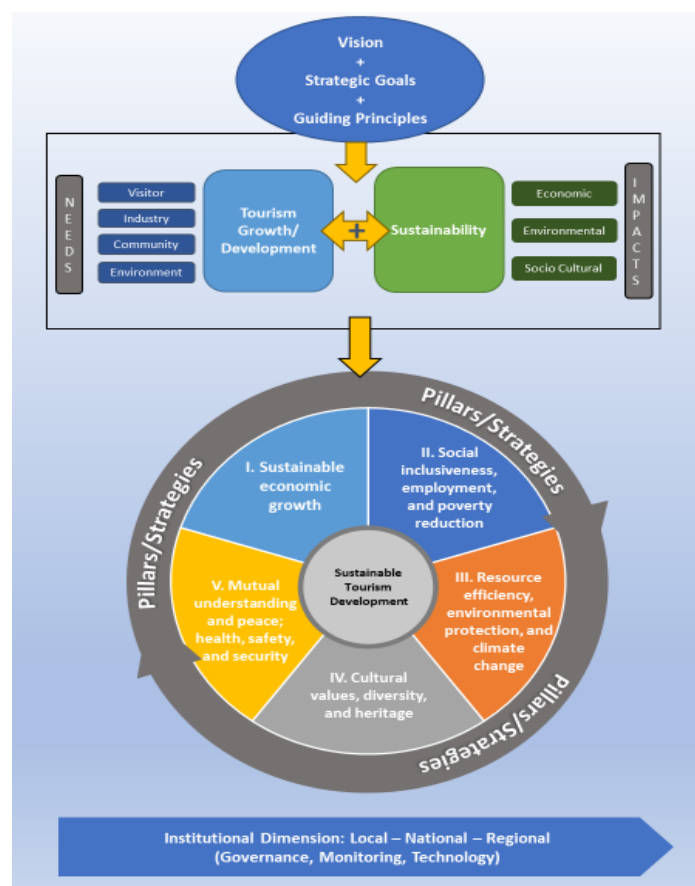 Vision
+
Strategic Goals
+
Guiding Principles
NEEDS
Visitor
Industry
Community
Environment
Tourism
Growth/
Development
+
Sustainability
Economic
Environmental
Socio Cultural
IMPACTS
Pillars/Strategies
Pillars/Strategies
Pillars/Strategies
I. Sustainable
economic
growth
II. Social
inclusiveness,
employment,
and poverty
reduction
III. Resource
efficiency,
environmental
protection, and
climate
change
IV. Cultural
values, diversity,
and heritage
V. Mutual
understanding
and peace;
health, safety,
and security
Sustainable
Tourism
Development
Institutional Dimension: Local – National – Regional
(Governance, Monitoring, Technology)